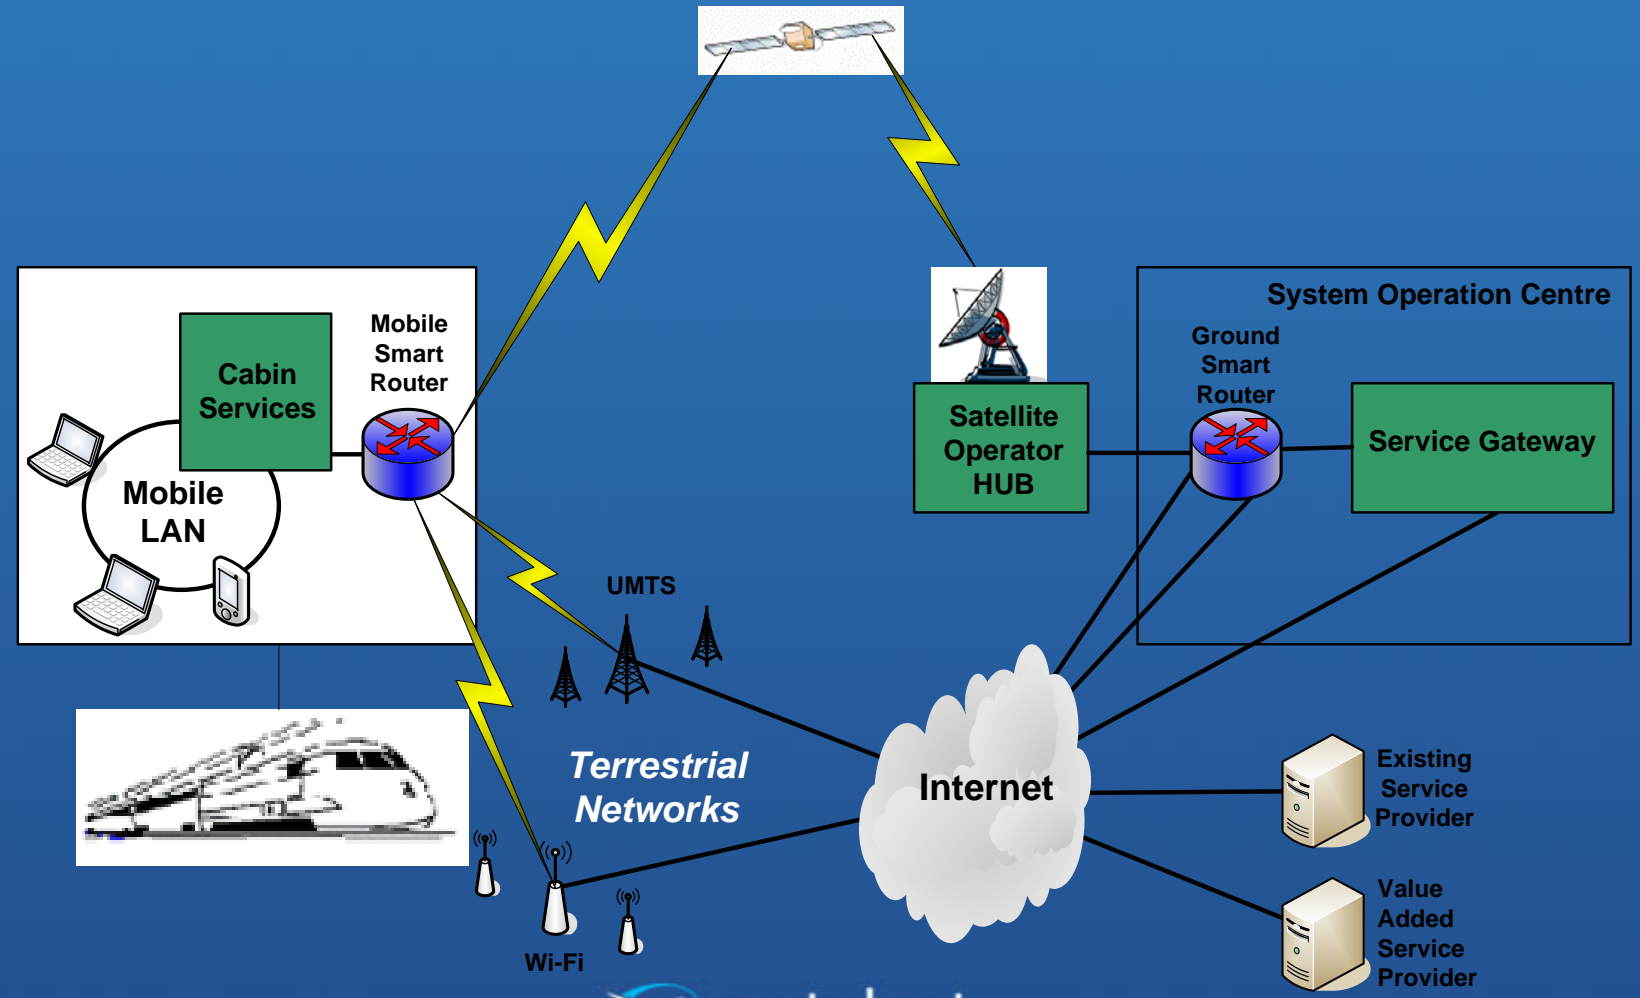 System Operation Centre
Mobile
Smart
Router
Ground
Smart
Router
Cabin
Services
Satellite
Operator
HUB
Service Gateway
Mobile
LAN
UMTS
Terrestrial
Networks
Internet
Existing
Service
Provider
Value
Added
Service
Provider
Wi-Fi